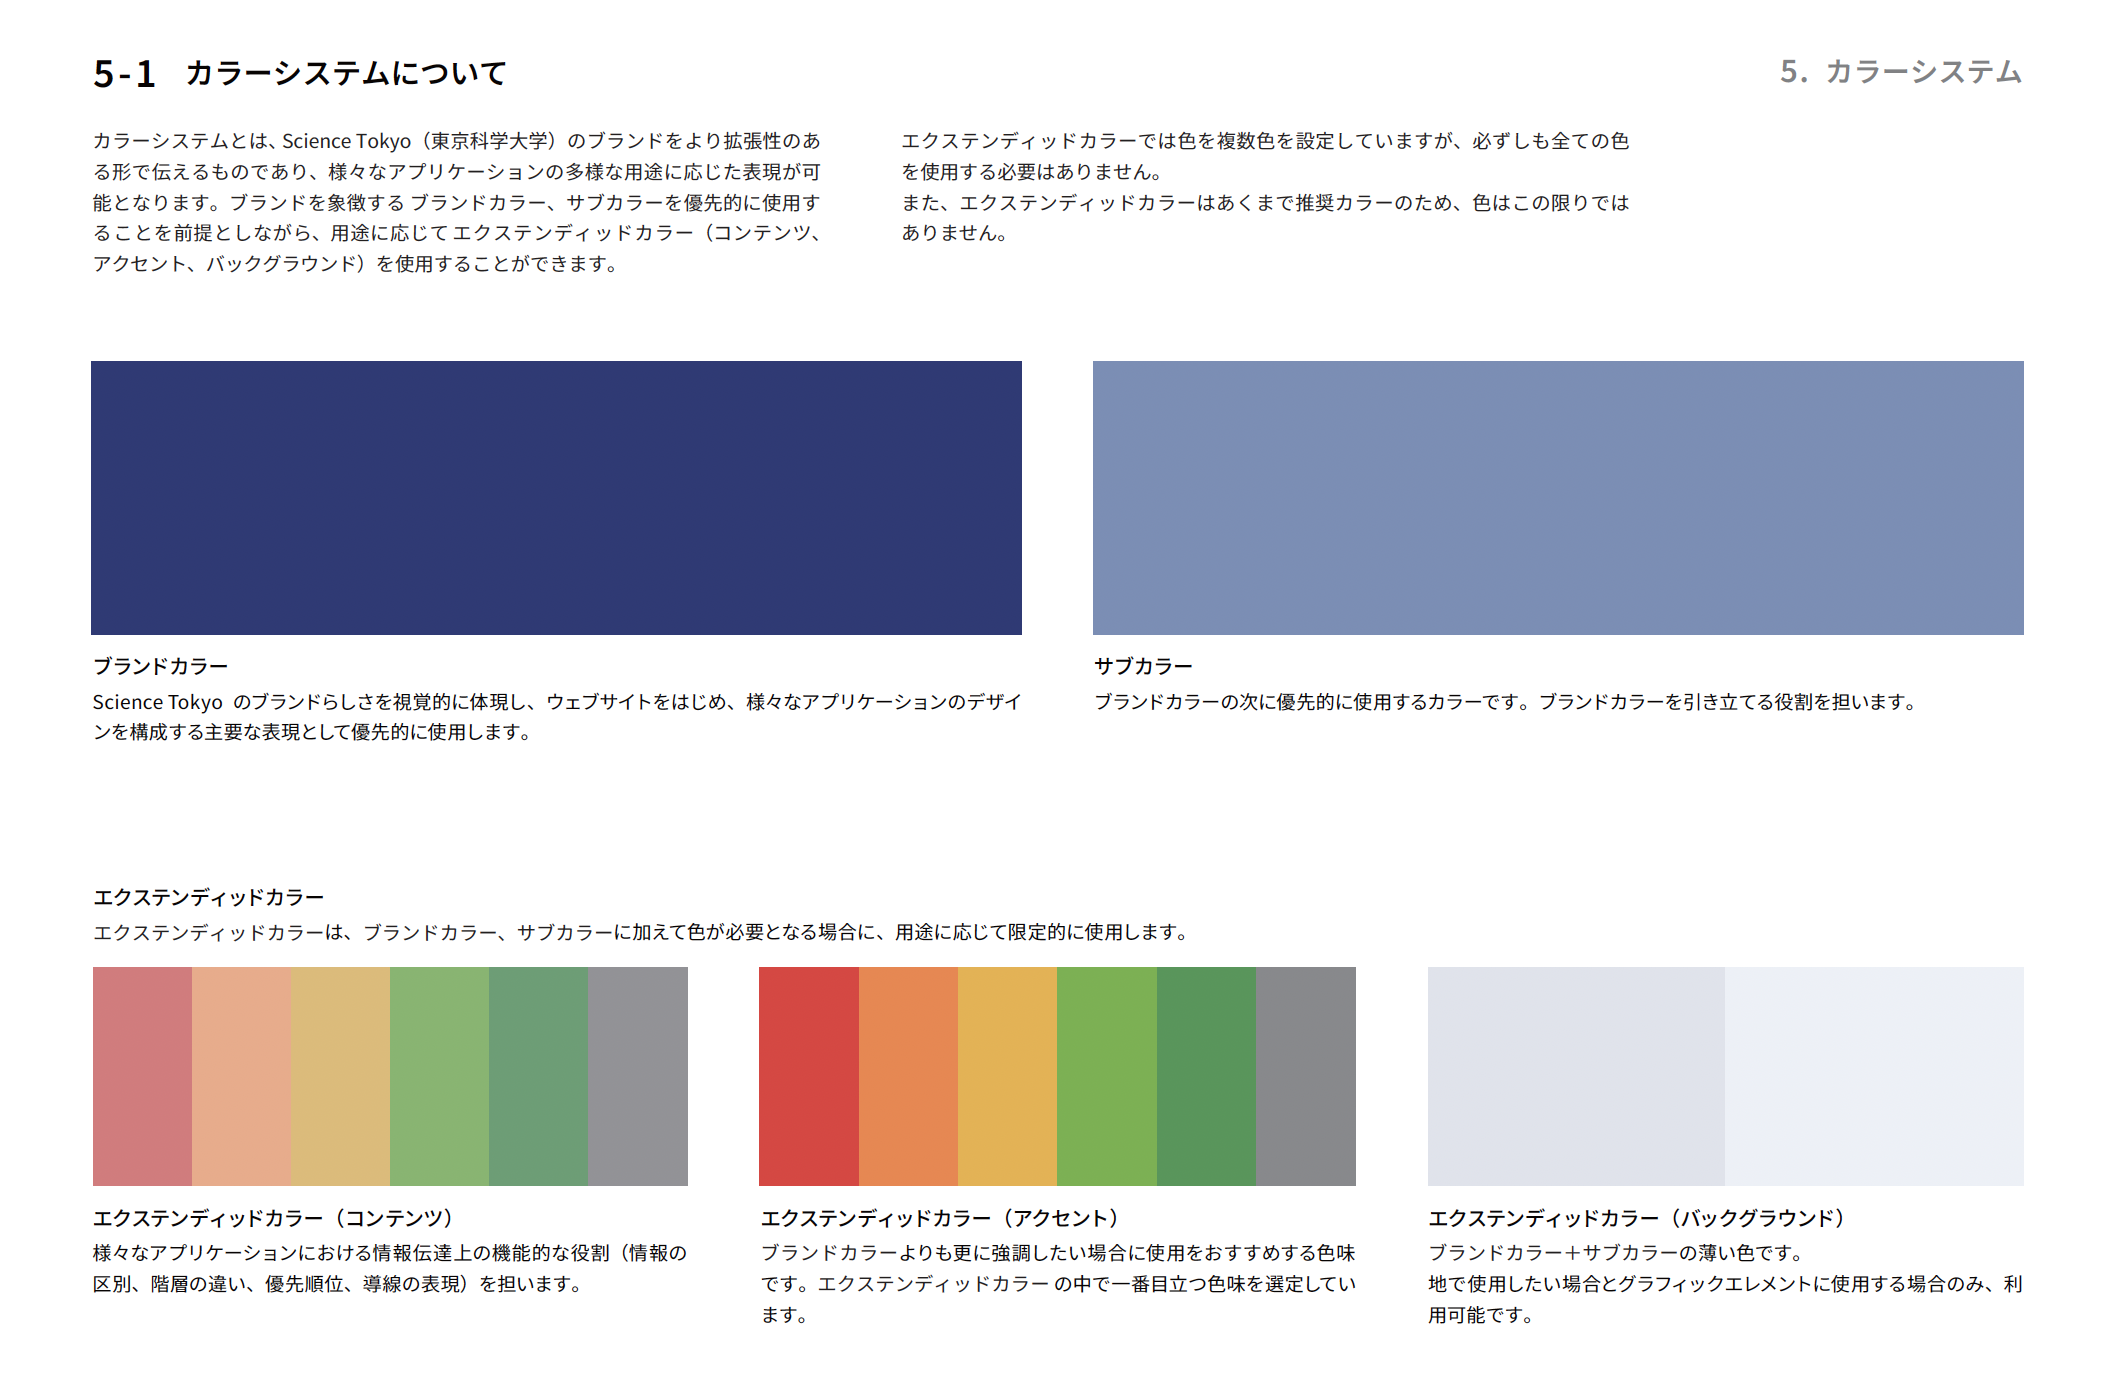 5-1 カラーシステムについて
5. カラーシステム
カラーシステムとは、Science Tokyo（東京科学大学）のブランドをより拡張性のあ
る形で伝えるものであり、様々なアプリケーションの多様な用途に応じた表現が可
能となります。ブランドを象徴する ブランドカラー、サブカラーを優先的に使用す
ることを前提としながら、用途に応じて エクステンディッドカラー（コンテンツ、
アクセント、バックグラウンド）を使用することができます。
エクステンディッドカラーでは色を複数色を設定していますが、必ずしも全ての色
を使用する必要はありません。
また、エクステンディッドカラーはあくまで推奨カラーのため、色はこの限りでは
ありません。
ブランドカラー
Science Tokyo のブランドらしさを視覚的に体現し、ウェブサイトをはじめ、様々なアプリケーションのデザイ
ンを構成する主要な表現として優先的に使用します。
サブカラー
ブランドカラーの次に優先的に使用するカラーです。ブランドカラーを引き立てる役割を担います。
エクステンディッドカラー
エクステンディッドカラーは、ブランドカラー、サブカラーに加えて色が必要となる場合に、用途に応じて限定的に使用します。
エクステンディッドカラー（コンテンツ）
様々なアプリケーションにおける情報伝達上の機能的な役割（情報の
区別、階層の違い、優先順位、導線の表現）を担います。
エクステンディッドカラー（アクセント）
ブランドカラーよりも更に強調したい場合に使用をおすすめする色味
です。エクステンディッドカラー の中で一番目立つ色味を選定してい
ます。
エクステンディッドカラー（バックグラウンド）
ブランドカラー＋サブカラーの薄い色です。
地で使用したい場合とグラフィックエレメントに使用する場合のみ、利
用可能です。